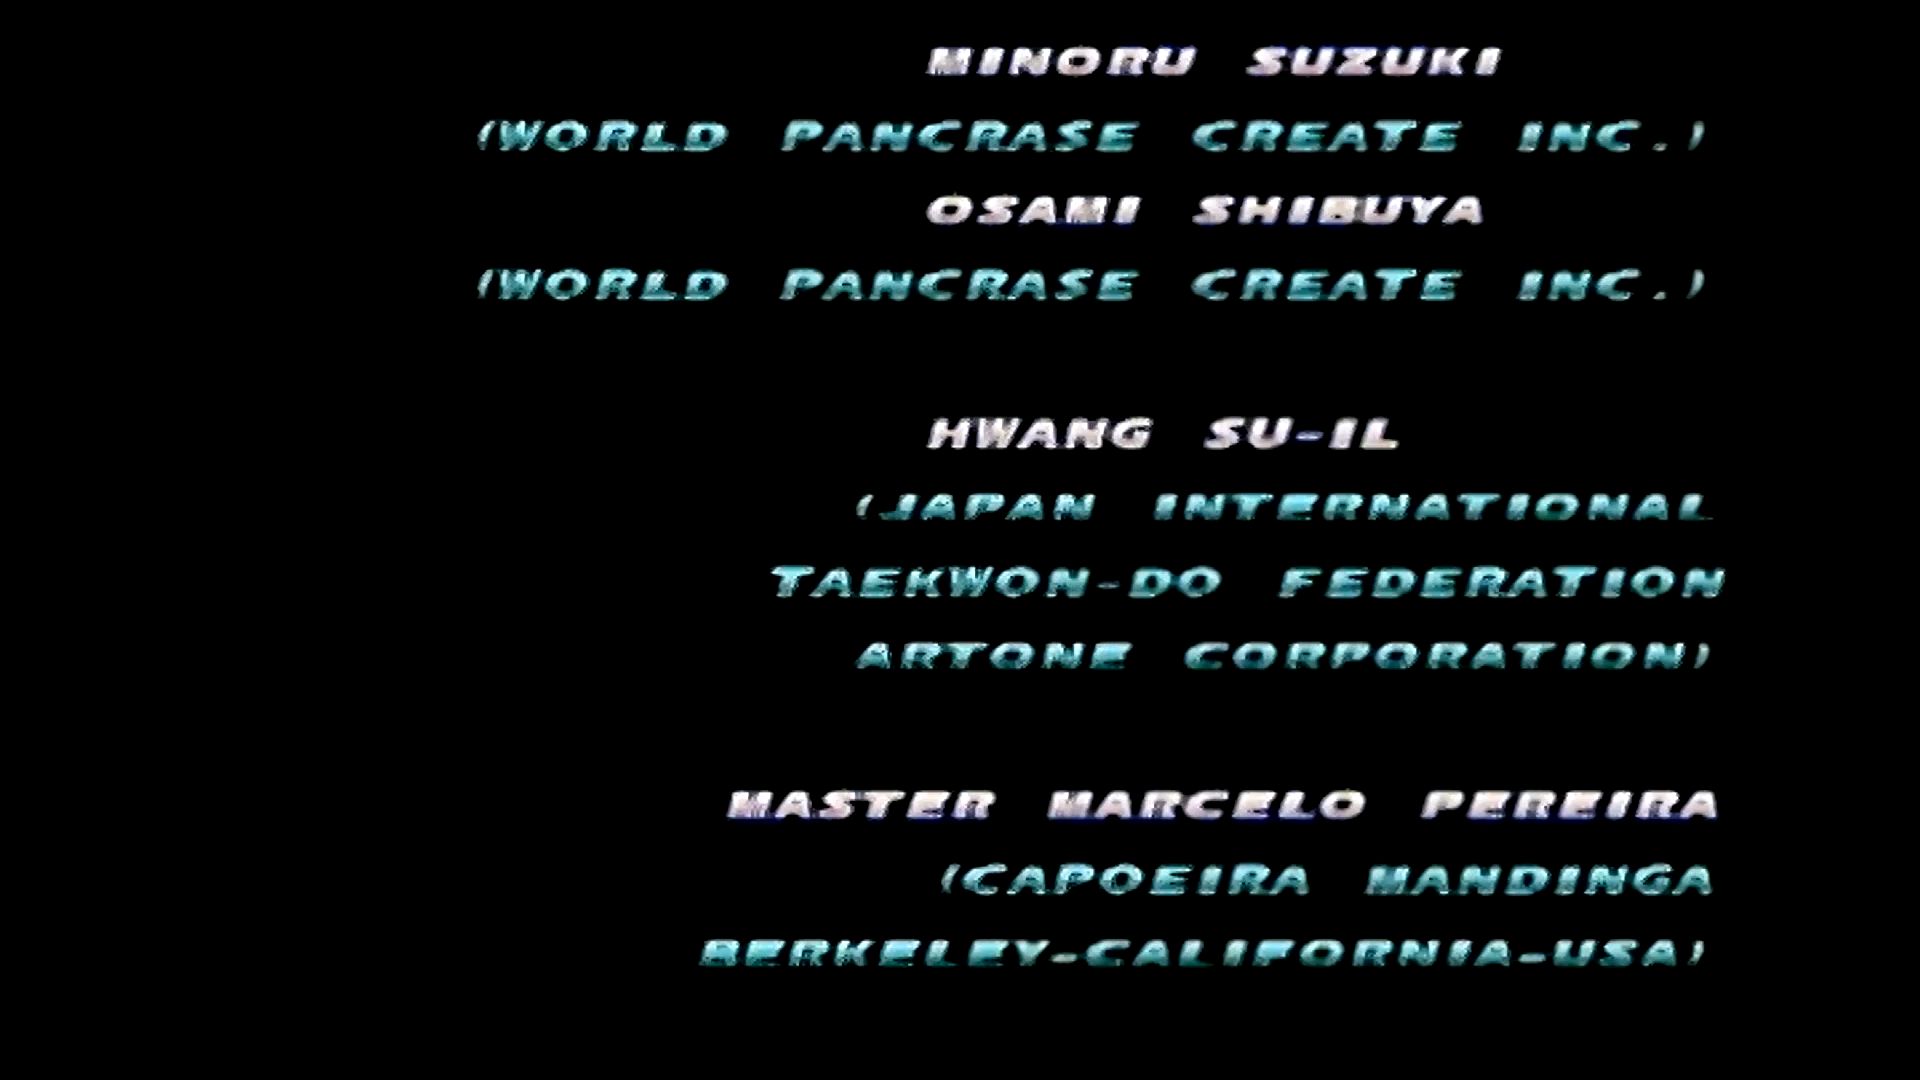 MINORU SUZUKI
(WORLD PANCRASE CREATE INC.)
OSAMI SHIBUYA
(WORLD PANCRASE CREATE INC.)
HWANG SU-IL
(JAPAN INTERNATIONAL
TAEKWON-DO FEDERATION
ARTONE CORPORATION)
MASTER MARCELO PEREIRA
(CAPOEIRA MANDINGA
BERKELEY-CALIFORNIA-USA)